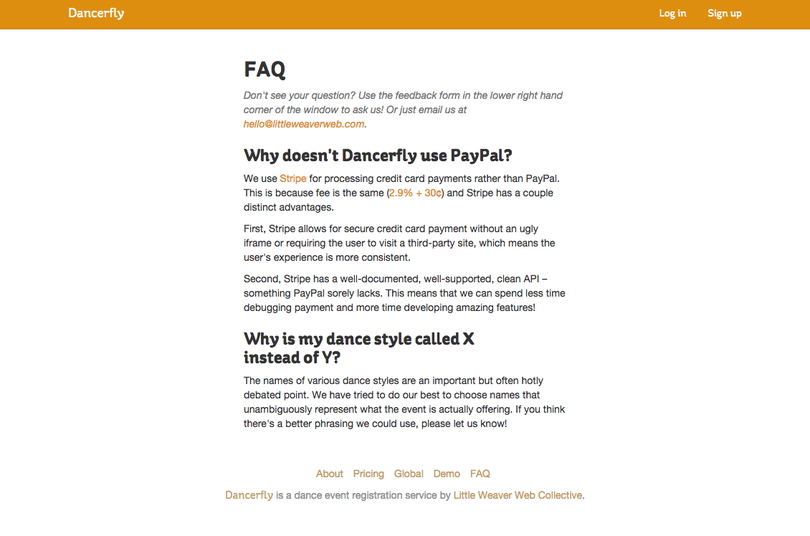 Dancerfly Log in Sign up
FAQ
Don't see your question? Use the feedback form in the lower right hand
corner of the window to ask us! Or just email us at
hello@littleweaverweb.com.
Why doesn't Dancerfly use PayPal?
We use Stripe for processing credit card payments rather than PayPal.
This is because fee is the same (2.9% + 30¢) and Stripe has a couple
distinct advantages.
First, Stripe allows for secure credit card payment without an ugly
iframe or requiring the user to visit a third-party site, which means the
user's experience is more consistent.
Second, Stripe has a well-documented, well-supported, clean API –
something PayPal sorely lacks. This means that we can spend less time
debugging payment and more time developing amazing features!
Why is my dance style called X
instead of Y?
The names of various dance styles are an important but often hotly
debated point. We have tried to do our best to choose names that
unambiguously represent what the event is actually offering. If you think
there's a better phrasing we could use, please let us know!
About Pricing Global Demo FAQ
Dancerfly is a dance event registration service by Little Weaver Web Collective.